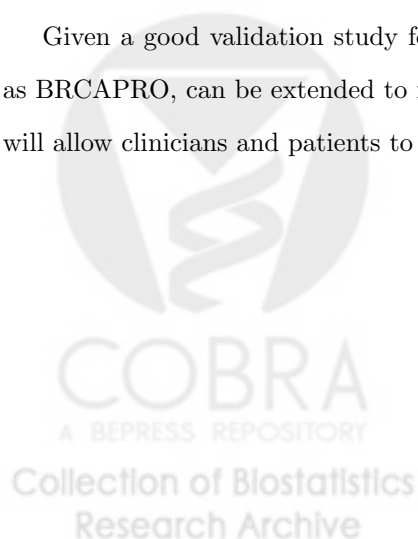 Given a good validation study f
as BRCAPRO, can be extended to
will allow clinicians and patients to
COBRA
A BEPRESS REPOSITORY
Collection of Biostatistics
Research Archive